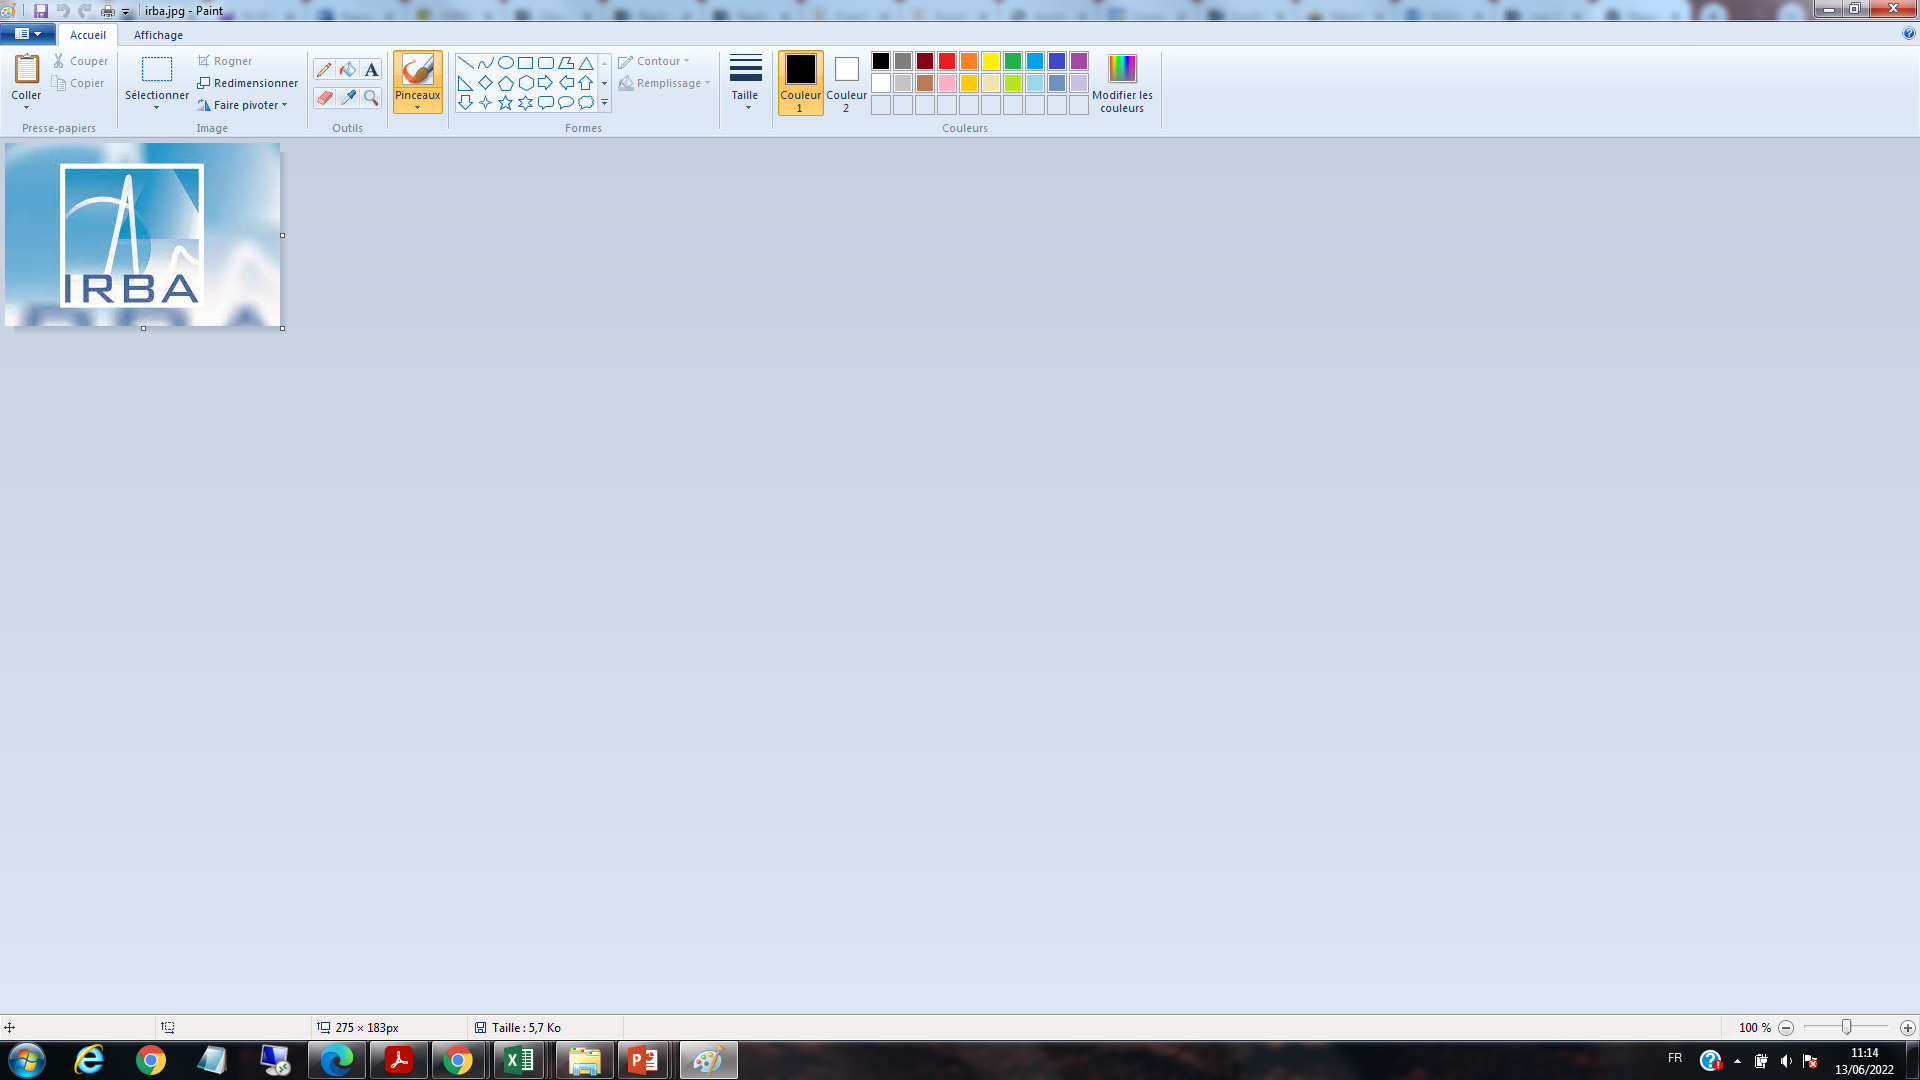 irba.jpg - Paint
Accueil
Affichage
Coller
Couper
Copier
Presse-papiers
Sélectionner
Rogner
Redimensionner
Faire pivoter
Image
A
Outils
Pinceaux
Contour
Remplissage
Formes
Taille
Couleur
1
Couleur
2
Modifier les
couleurs
Couleurs
IRBA
275 × 183px
Taille : 5,7 Ko
100 %
FR
11:14
13/06/2022